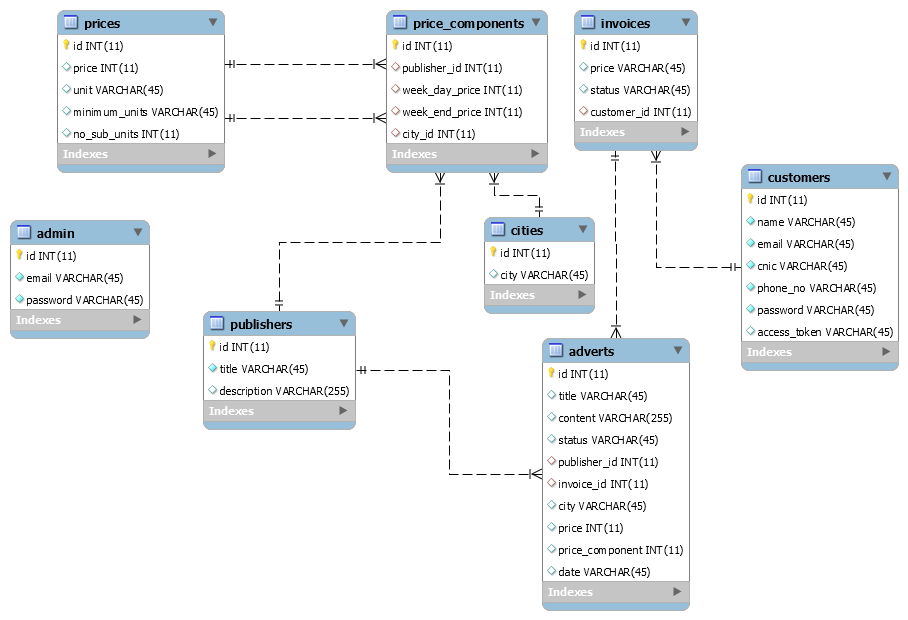 prices
id INT(11)
price INT(11)
unit VARCHAR(45)
minimum_units VARCHAR(45)
no_sub_units INT(11)
Indexes
price_components
id INT(11)
publisher_id INT(11)
week_day_price INT(11)
week_end_price INT(11)
city_id INT(11)
Indexes
invoices
id INT(11)
price VARCHAR(45)
status VARCHAR(45)
customer_id INT(11)
Indexes
customers
id INT(11)
name VARCHAR(45)
email VARCHAR(45)
cnic VARCHAR(45)
phone_no VARCHAR(45)
password VARCHAR(45)
access_token VARCHAR(45)
Indexes
admin
id INT(11)
email VARCHAR(45)
password VARCHAR(45)
Indexes
cities
id INT(11)
city VARCHAR(45)
Indexes
publishers
id INT(11)
title VARCHAR(45)
description VARCHAR(255)
Indexes
adverts
id INT(11)
title VARCHAR(45)
content VARCHAR(255)
status VARCHAR(45)
publisher_id INT(11)
invoice_id INT(11)
city VARCHAR(45)
price INT(11)
price_component INT(11)
date VARCHAR(45)
Indexes